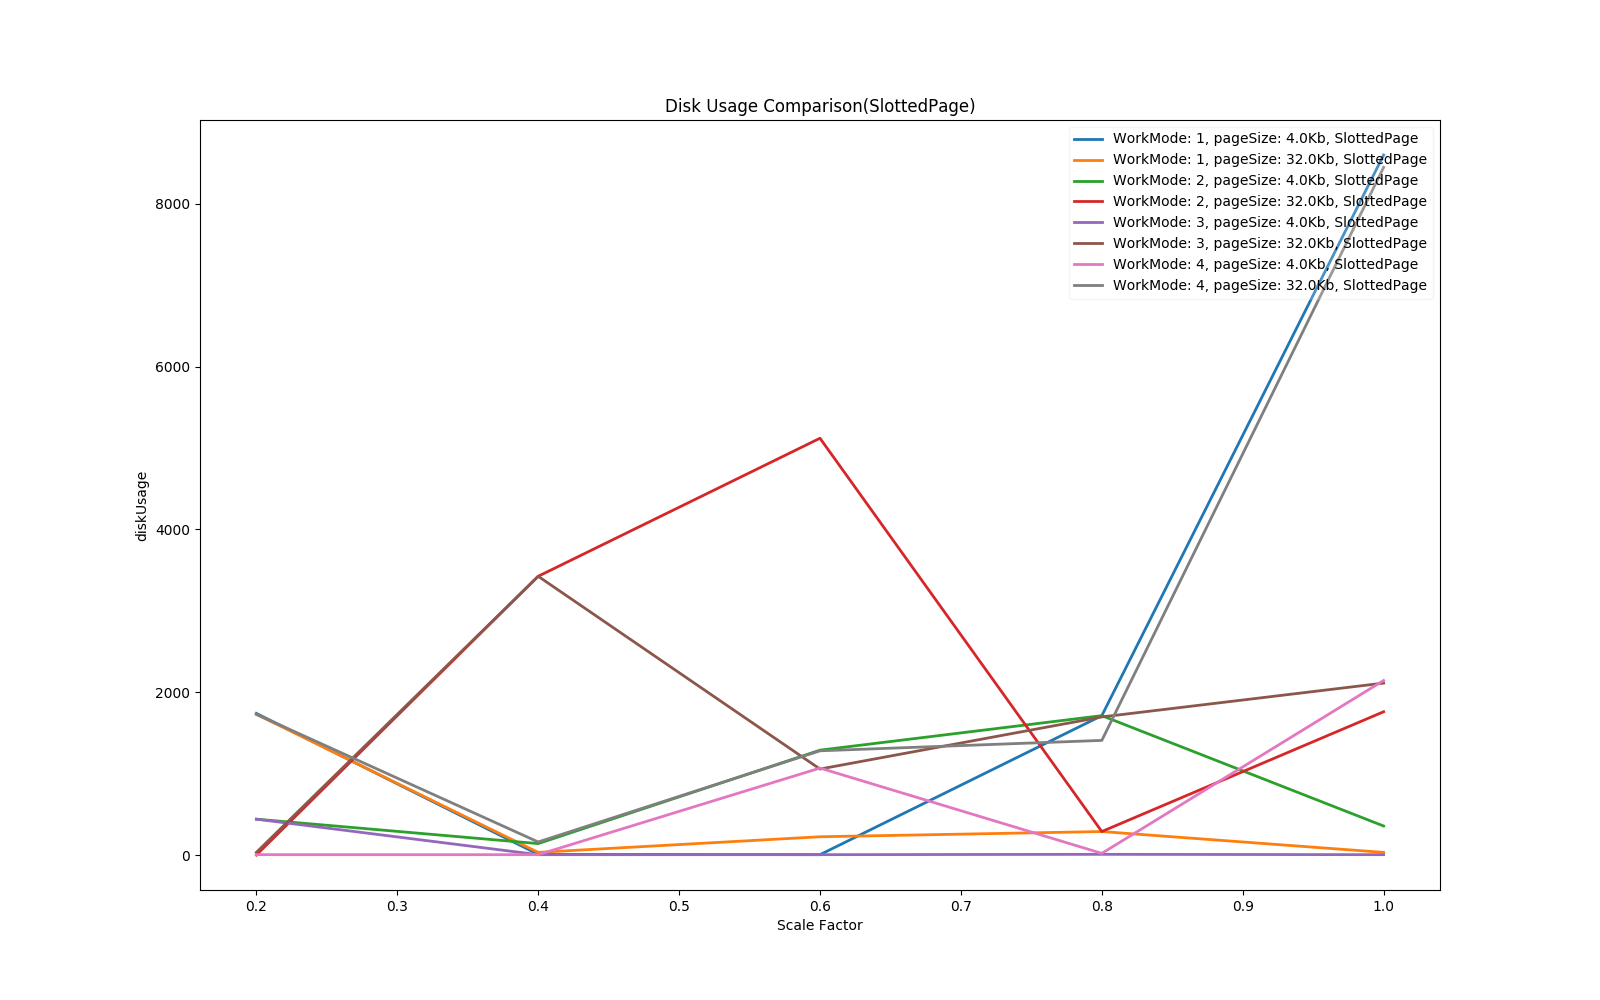 Disk Usage Comparison(SlottedPage)
WorkMode: 1, pageSize: 4.0Kb, SlottedPage
WorkMode: 1, pageSize: 32.0Kb, SlottedPage
WorkMode: 2, pageSize: 4.0Kb, SlottedPage
WorkMode: 2, pageSize: 32.0Kb, SlottedPage
WorkMode: 3, pageSize: 4.0Kb, SlottedPage
WorkMode: 3, pageSize: 32.0Kb, SlottedPage
WorkMode: 4, pageSize: 4.0Kb, SlottedPage
WorkMode: 4, pageSize: 32.0Kb, SlottedPage
8000
6000
4000
2000
0
diskUsage
0.2 0.3 0.4 0.5 0.6 0.7 0.8 0.9 1.0
Scale Factor